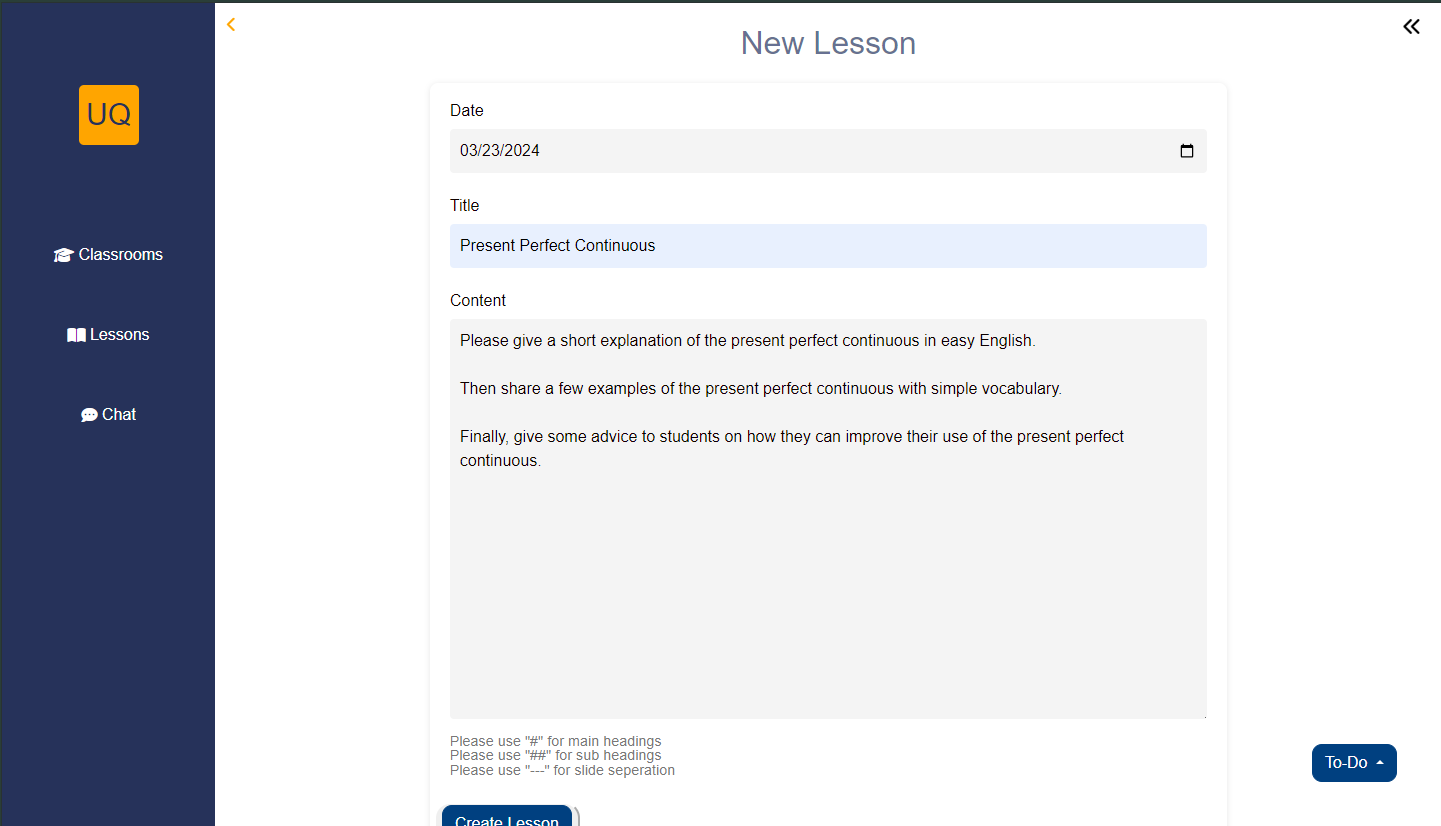 New Lesson
UQ
Classrooms
Lessons
Chat
Date
03/23/2024
Title
Present Perfect Continuous
Content
Please give a short explanation of the present perfect continuous in easy English.
Then share a few examples of the present perfect continuous with simple vocabulary.
Finally, give some advice to students on how they can improve their use of the present perfect
continuous.
Please use "#" for main headings
Please use "##" for sub headings
Please use "---" for slide seperation
To-Do
Create Lesson